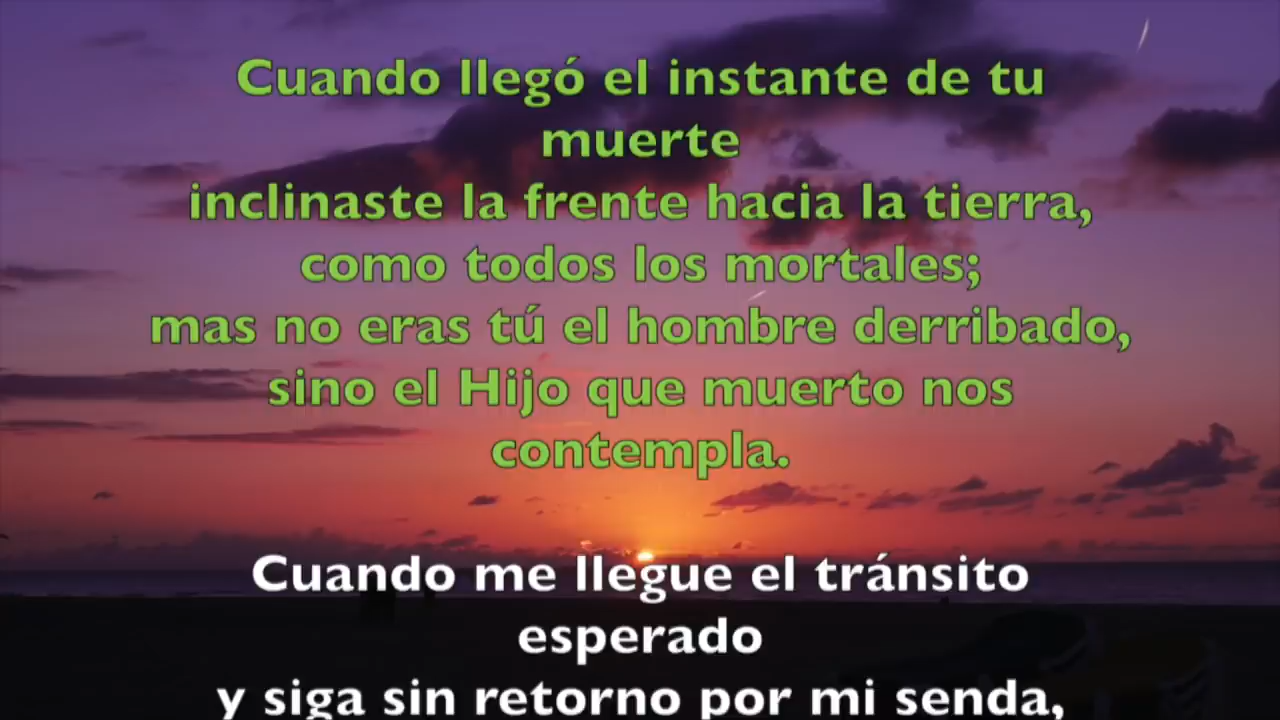 Cuando llegó el instante de tu
muerte
inclinaste la frente hacia la tierra,
como todos los mortales;
mas no eras tú el hombre derribado,
sino el Hijo que muerto nos
contempla.
Cuando me llegue el tránsito
esperado
y siga sin retorno por mi senda,